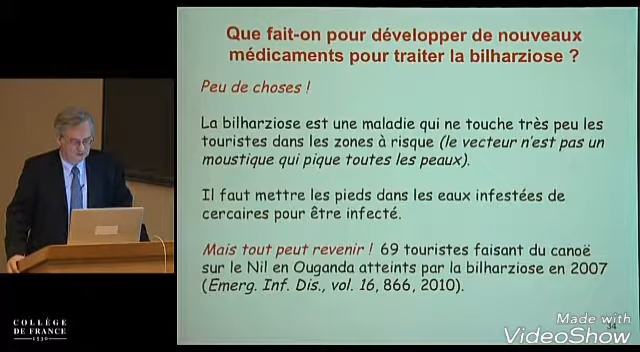 Que fait-on pour développer de nouveaux
médicaments pour traiter la bilharziose ?
Peu de choses !
La bilharziose est une maladie qui ne touche très peu les
touristes dans les zones à risque (le vecteur n'est pas un
moustique qui pique toutes les peaux).
Il faut mettre les pieds dans les eaux infestées de
cercaires pour être infecté.
Mais tout peut revenir ! 69 touristes faisant du canoë
sur le Nil en Ouganda atteints par la bilharziose en 2007
(Emerg. Inf. Dis., vol. 16, 866, 2010).
COLLÈGE
DE FRANCE
1530
34
Made with
VideoShow